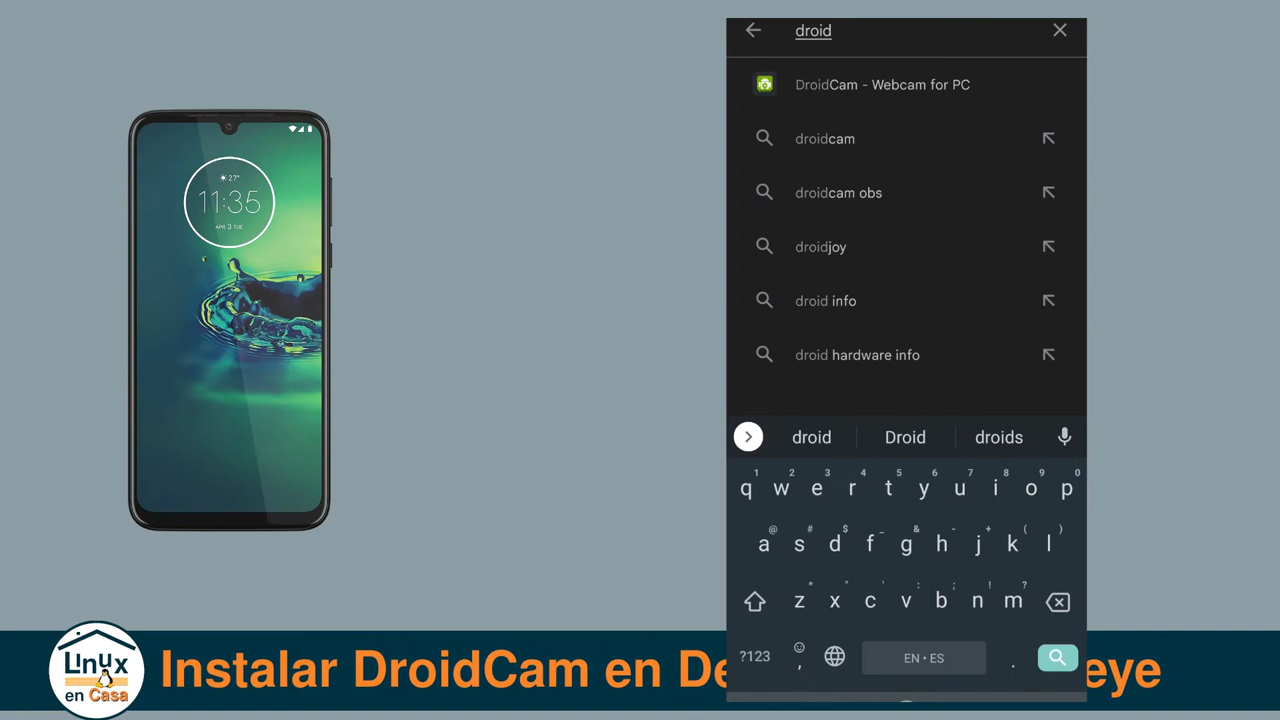 droid
DroidCam - Webcam for PC
droidcam
droidcam obs
droidjoy
droid info
droid hardware info
droid Droid droids
1 2 3 4 5 6 7 8 9 0
q w e r t y u i o p
@ # $ _ & - + ( )
a s d f g h j k l
* " ' : ; ! ?
z x c v b n m
?123 , EN • ES .
27°
11:35
APR 3 TUE
Linux
en Casa
Instalar DroidCam en De
eye